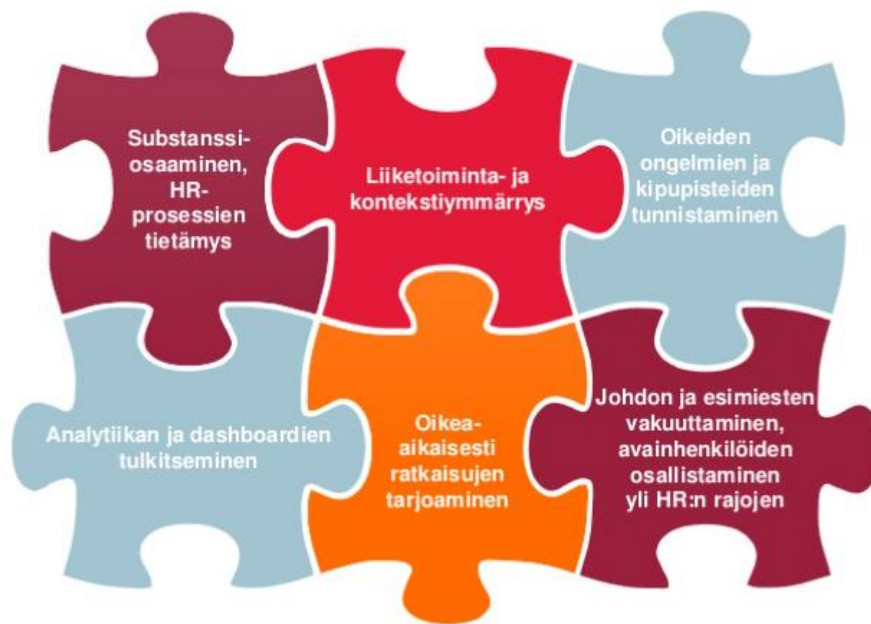 Substanssi-
osaaminen,
HR-
prosessien
tietämys
Liiketoiminta- ja
kontekstiymmärrys
Oikeiden
ongelmien ja
kipupisteiden
tunnistaminen
Analytiikan ja dashboardien
tulkitseminen
Oikea-
aikaisesti
ratkaisujen
tarjoaminen
Johdon ja esimiesten
vakuuttaminen,
avainhenkilöiden
osallistaminen
yli HR:n rajojen